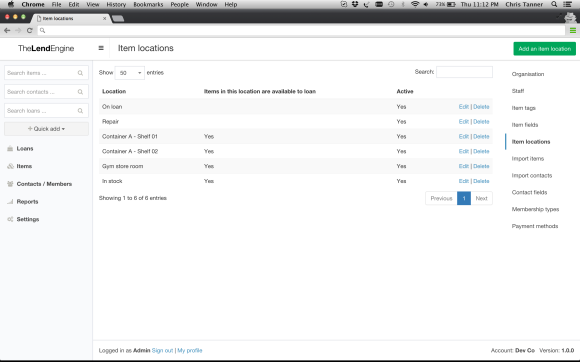 Chrome File Edit View History Bookmarks People Window Help 73% Thu 11:12 PM Chris Tanner
Item locations
TheLendEngine
Item locations
Add an item location
Search items ...
Search contacts ...
Search loans ...
+ Quick add
Loans
Items
Contacts / Members
Reports
Settings
Show 50 entries
Search:
Location Items in this location are available to loan Active
On loan Yes Edit | Delete
Repair Yes Edit | Delete
Container A - Shelf 01 Yes Yes Edit | Delete
Container A - Shelf 02 Yes Yes Edit | Delete
Gym store room Yes Yes Edit | Delete
In stock Yes Yes Edit | Delete
Showing 1 to 6 of 6 entries
Previous 1 Next
Organisation
Staff
Item tags
Item fields
Item locations
Import items
Import contacts
Contact fields
Membership types
Payment methods
Logged in as Admin Sign out | My profile
Account: Dev Co Version: 1.0.0